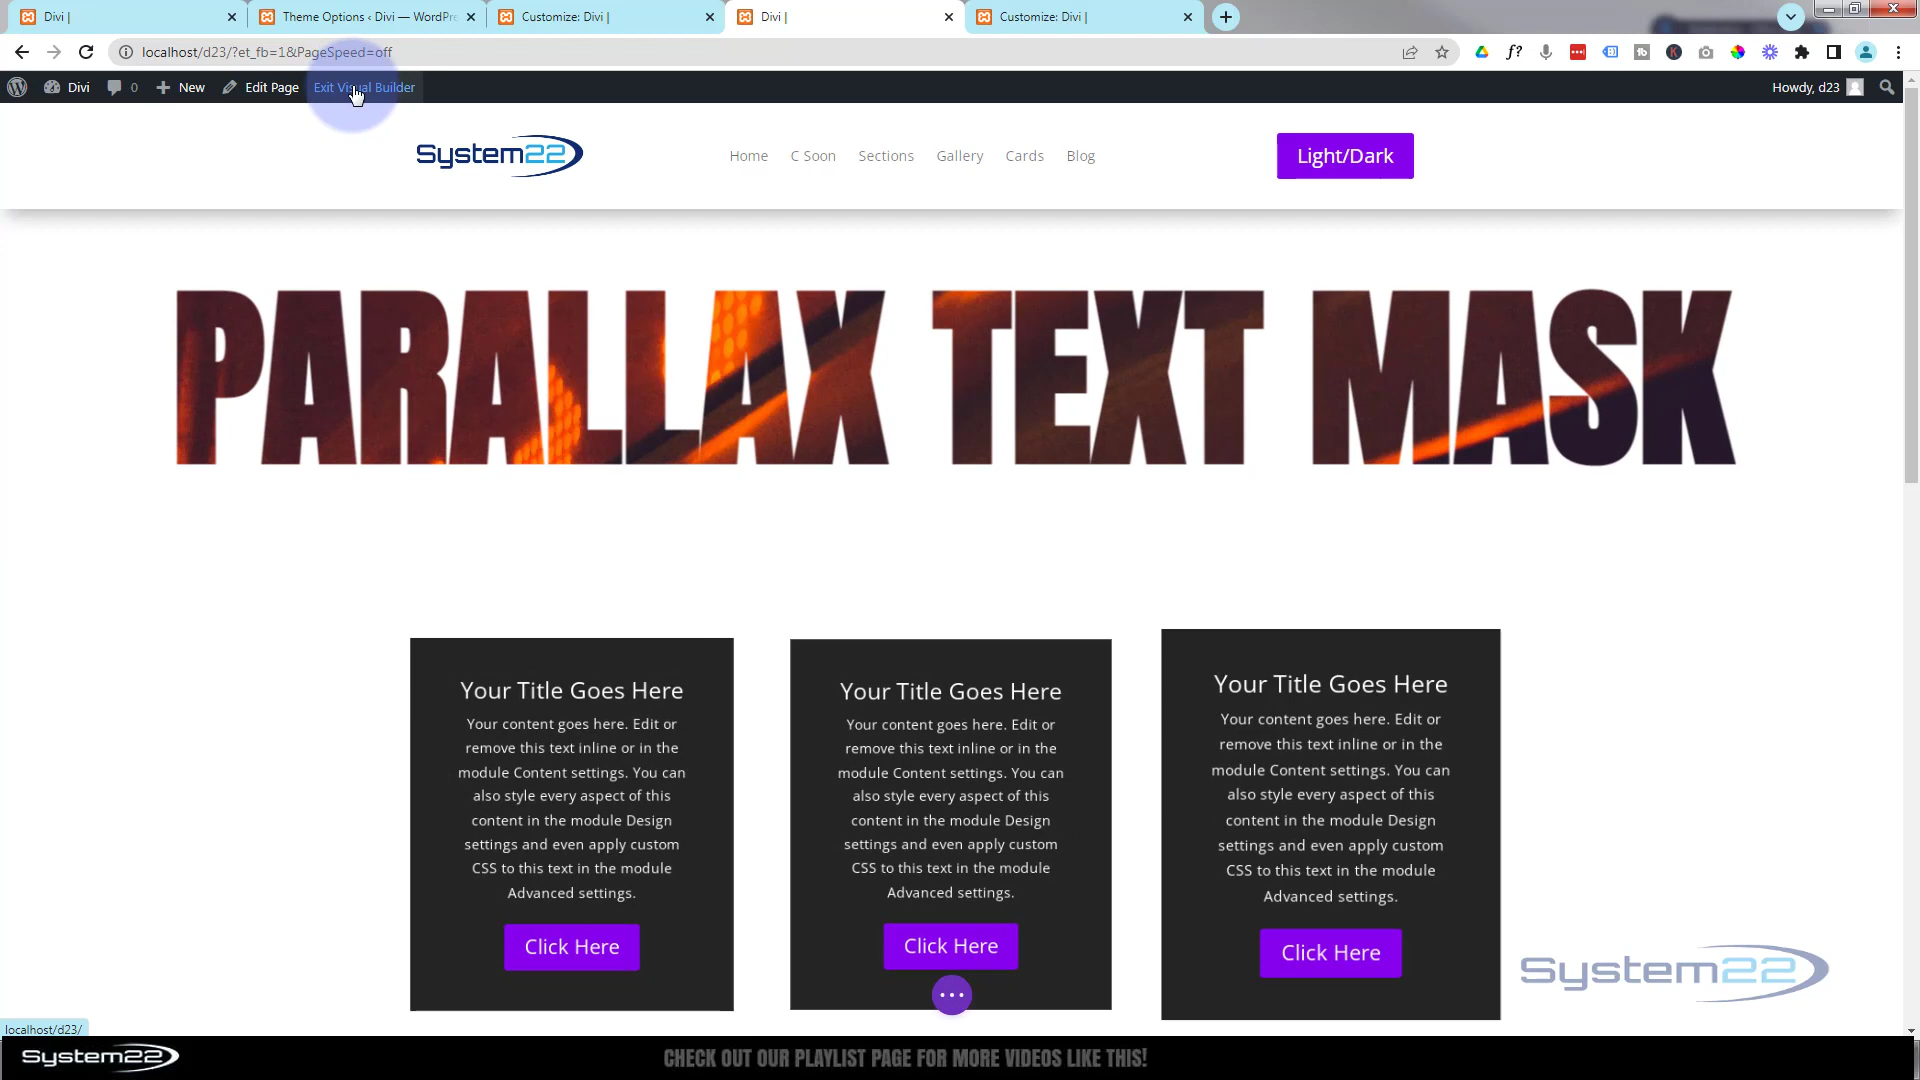 Divi |
Theme Options ‹ Divi — WordPre
Customize: Divi |
Divi |
Customize: Divi |
localhost/d23/?et_fb=1&PageSpeed=off
Divi
0
New
Edit Page
Exit Visual Builder
Howdy, d23
System22
Home
C Soon
Sections
Gallery
Cards
Blog
Light/Dark
PARALLAX TEXT MASK
Your Title Goes Here
Your content goes here. Edit or
remove this text inline or in the
module Content settings. You can
also style every aspect of this
content in the module Design
settings and even apply custom
CSS to this text in the module
Advanced settings.
Click Here
Your Title Goes Here
Your content goes here. Edit or
remove this text inline or in the
module Content settings. You can
also style every aspect of this
content in the module Design
settings and even apply custom
CSS to this text in the module
Advanced settings.
Click Here
Your Title Goes Here
Your content goes here. Edit or
remove this text inline or in the
module Content settings. You can
also style every aspect of this
content in the module Design
settings and even apply custom
CSS to this text in the module
Advanced settings.
Click Here
System22
localhost/d23/
System22
CHECK OUT OUR PLAYLIST PAGE FOR MORE VIDEOS LIKE THIS!